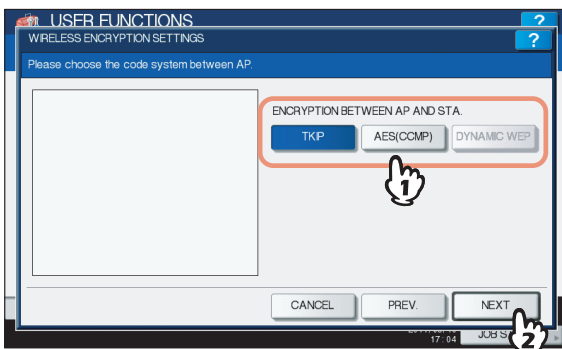 USER FUNCTIONS
?
WIRELESS ENCRYPTION SETTINGS
?
Please choose the code system between AP.
ENCRYPTION BETWEEN AP AND STA.
TKIP
AES(CCMP)
DYNAMIC WEP
1
CANCEL
PREV.
NEXT
17:04
JOB
2